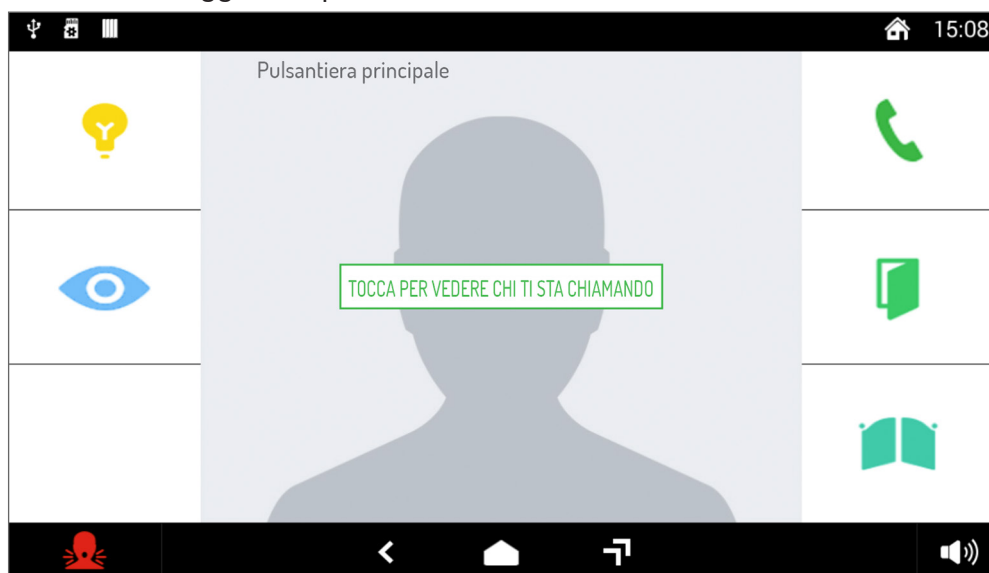 15:08
Pulsantiera principale
TOCCA PER VEDERE CHI TI STA CHIAMANDO